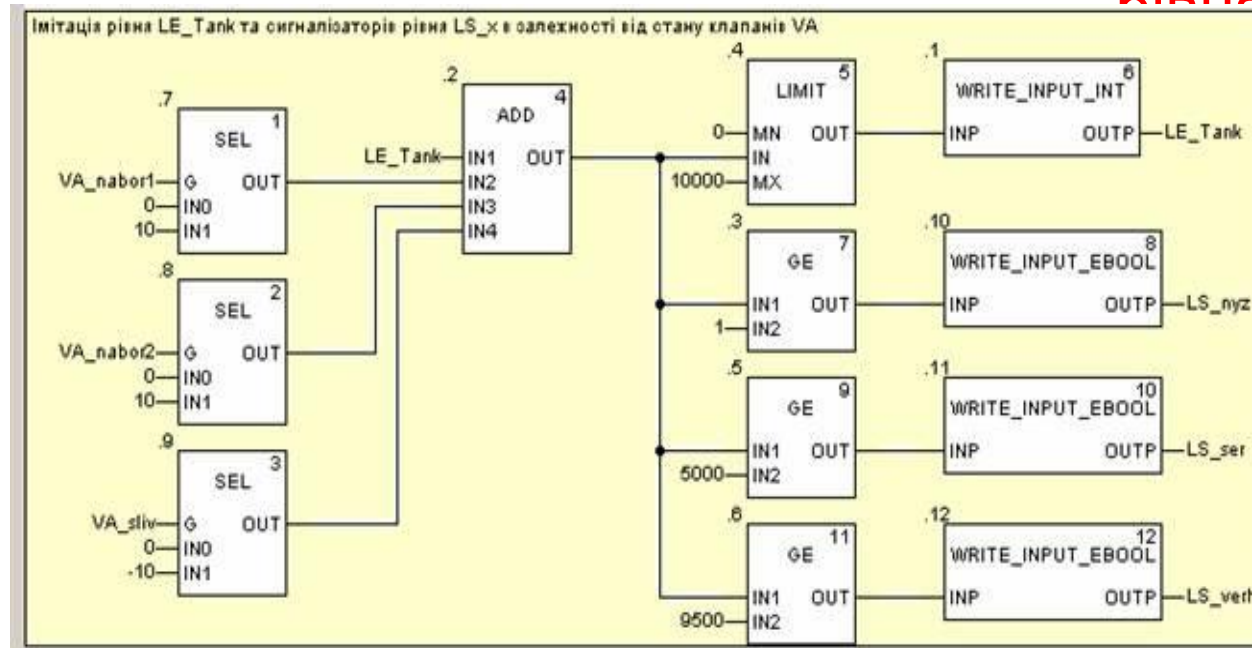 Імітація рівня LE_Tank та сигналізаторів рівня LS_x в залежності від стану клапанів VA
.7
1
SEL
VA_nabor1
G
OUT
0
IN0
10
IN1
.8
2
SEL
VA_nabor2
G
OUT
0
IN0
10
IN1
.9
3
SEL
VA_sliv
G
OUT
0
IN0
-10
IN1
.2
4
ADD
LE_Tank
IN1
OUT
IN2
IN3
IN4
.4
5
LIMIT
0
MN
OUT
IN
10000
MX
.1
6
WRITE_INPUT_INT
INP
OUTP
LE_Tank
.3
7
GE
IN1
OUT
1
IN2
.10
8
WRITE_INPUT_EBOOL
INP
OUTP
LS_nyz
.5
9
GE
IN1
OUT
5000
IN2
.11
10
WRITE_INPUT_EBOOL
INP
OUTP
LS_ser
.6
11
GE
IN1
OUT
9500
IN2
.12
12
WRITE_INPUT_EBOOL
INP
OUTP
LS_verh